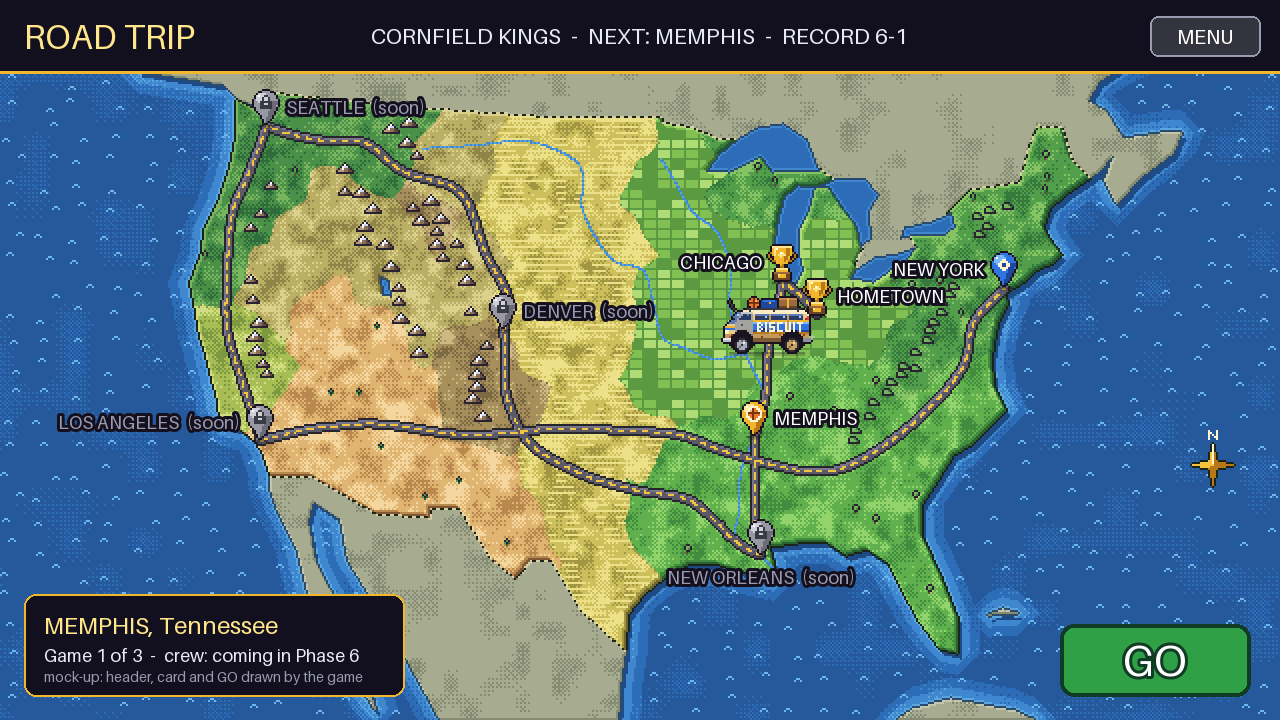 ROAD TRIP
CORNFIELD KINGS - NEXT: MEMPHIS - RECORD 6-1
MENU
SEATTLE (soon)
CHICAGO
NEW YORK
HOMETOWN
DENVER (soon)
BISCUIT
LOS ANGELES (soon)
MEMPHIS
N
NEW ORLEANS (soon)
MEMPHIS, Tennessee
Game 1 of 3 - crew: coming in Phase 6
mock-up: header, card and GO drawn by the game
GO